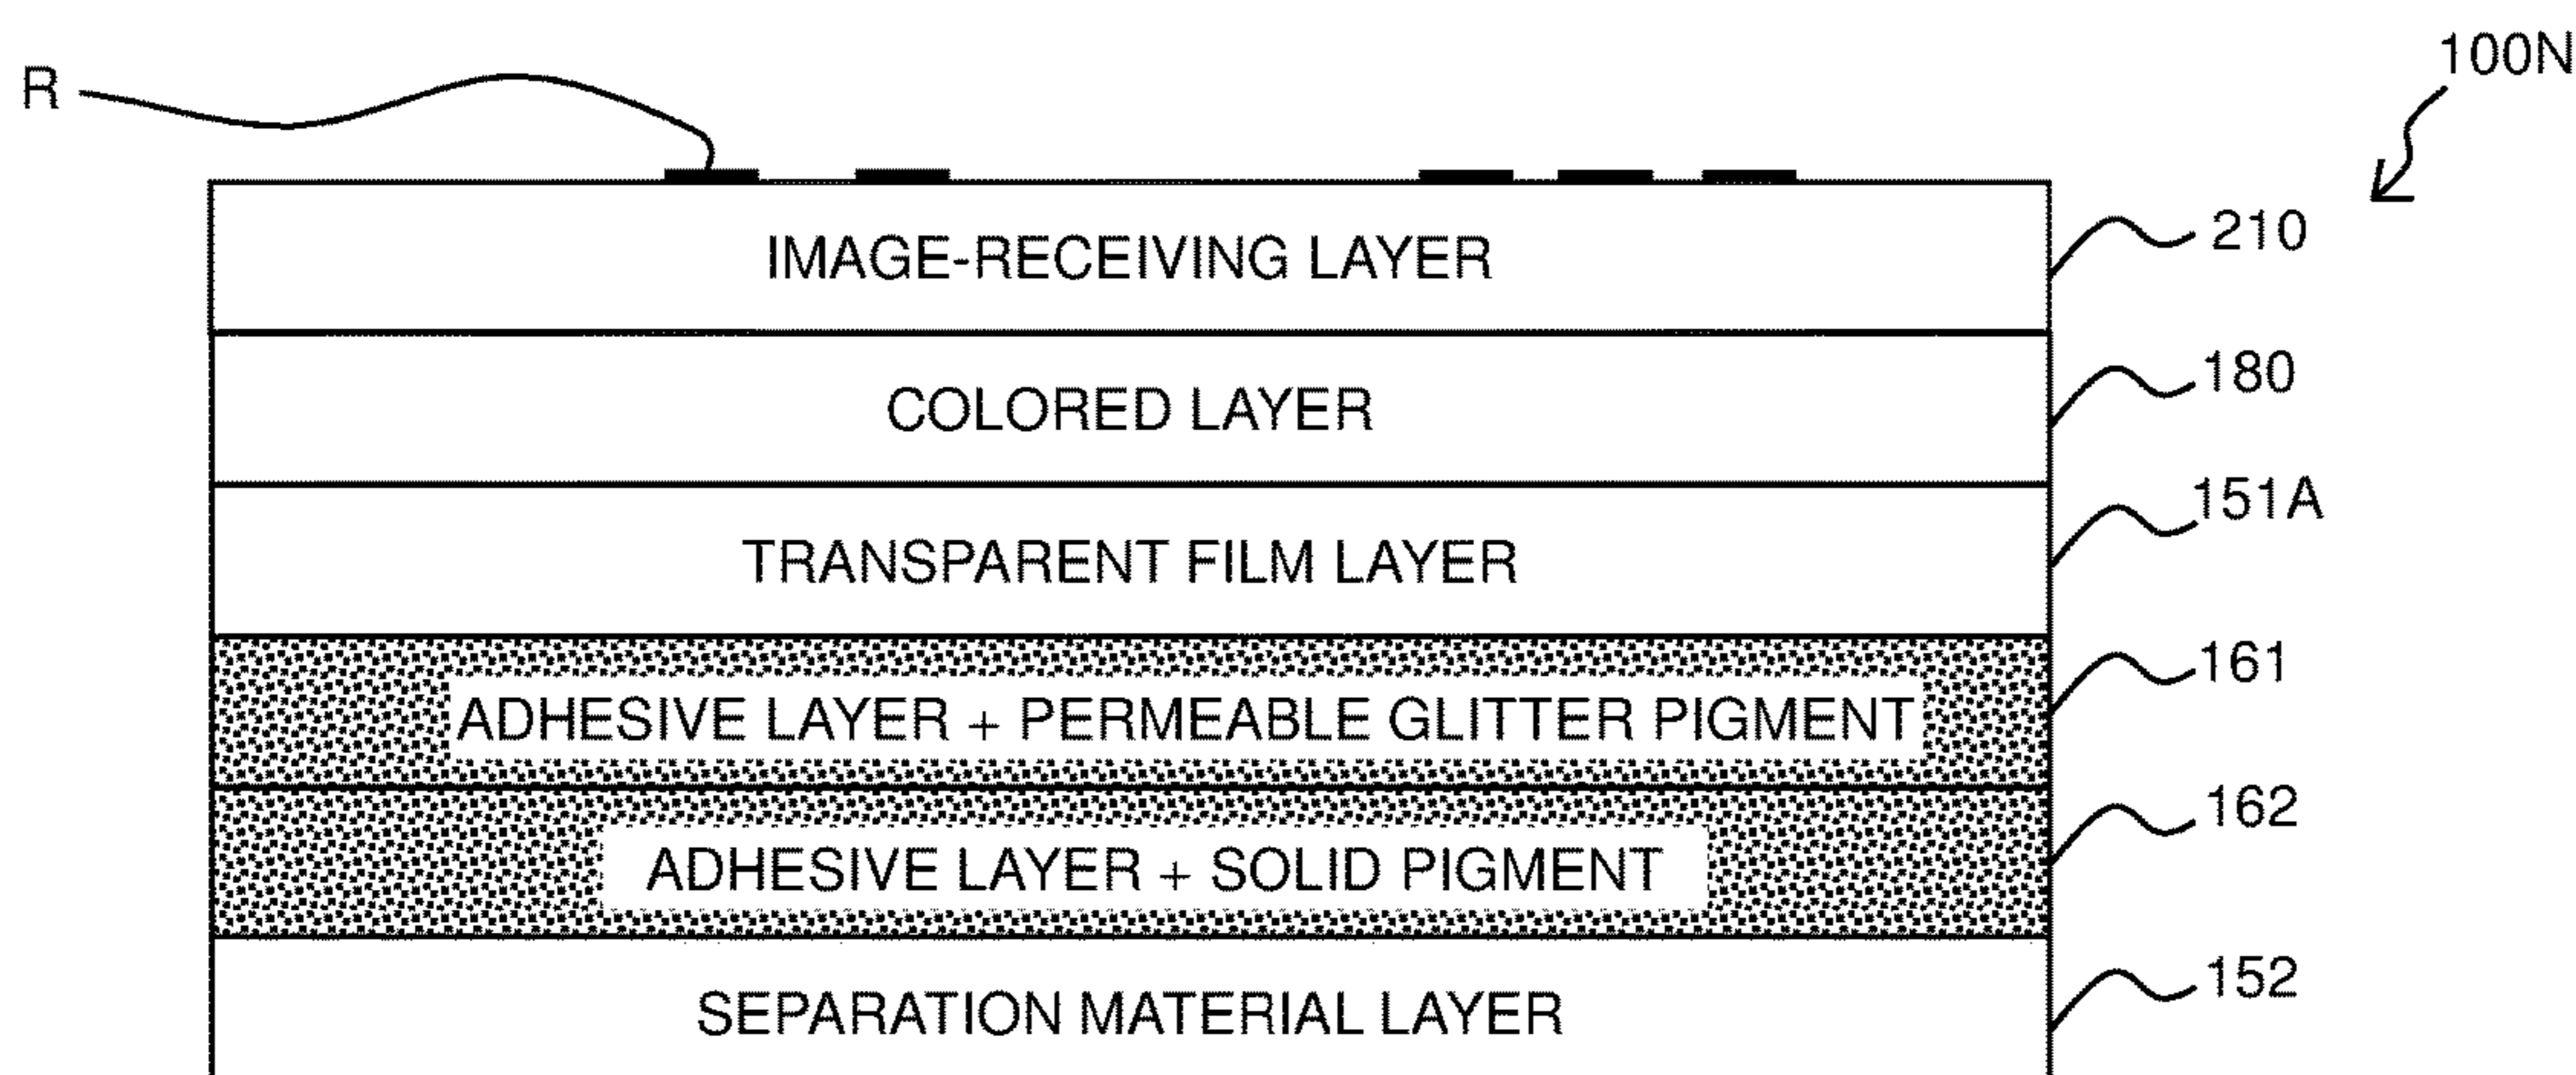 R
100N
IMAGE-RECEIVING LAYER
210
COLORED LAYER
180
TRANSPARENT FILM LAYER
151A
ADHESIVE LAYER + PERMEABLE GLITTER PIGMENT
161
ADHESIVE LAYER + SOLID PIGMENT
162
SEPARATION MATERIAL LAYER
152